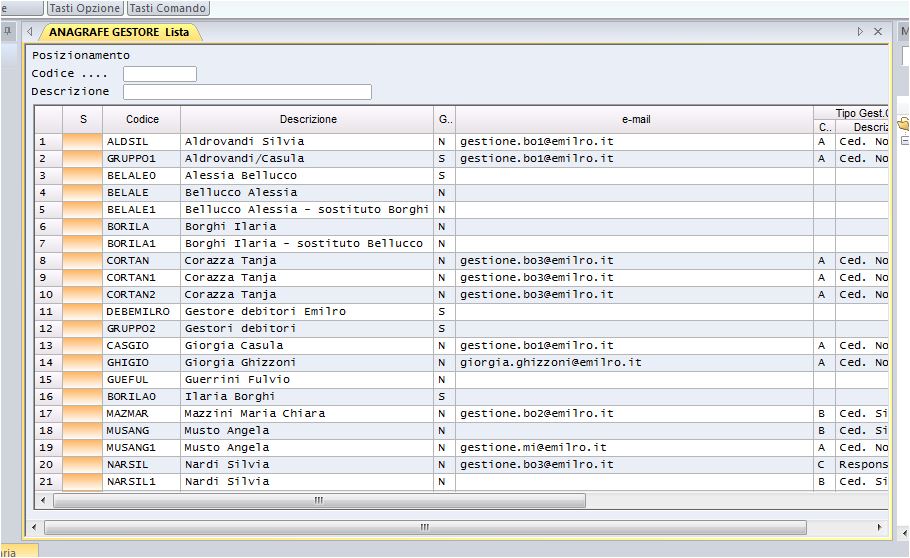 e Tasti Opzione Tasti Comando
ANAGRAFE GESTORE Lista M
Posizionamento
Codice ....
Descrizione
S Codice Descrizione G.. e-mail Tipo Gest.C
C.. Descriz
1 ALDSIL Aldrovandi Silvia N gestione.bo1@emilro.it A Ced. No
2 GRUPPO1 Aldrovandi/Casula S gestione.bo1@emilro.it A Ced. No
3 BELALEO Alessia Bellucco S
4 BELALE Bellucco Alessia N
5 BELALE1 Bellucco Alessia - sostituto Borghi N
6 BORILA Borghi Ilaria N
7 BORILA1 Borghi Ilaria - sostituto Bellucco N
8 CORTAN Corazza Tanja N gestione.bo3@emilro.it A Ced. No
9 CORTAN1 Corazza Tanja N gestione.bo3@emilro.it A Ced. No
10 CORTAN2 Corazza Tanja N gestione.bo3@emilro.it A Ced. No
11 DEBEMILRO Gestore debitori Emilro S
12 GRUPPO2 Gestori debitori S
13 CASGIO Giorgia Casula N gestione.bo1@emilro.it A Ced. No
14 GHIGIO Giorgia Ghizzoni N giorgia.ghizzoni@emilro.it A Ced. No
15 GUEFUL Guerrini Fulvio N
16 BORILAO Ilaria Borghi S
17 MAZMAR Mazzini Maria Chiara N gestione.bo2@emilro.it B Ced. Si
18 MUSANG Musto Angela N B Ced. Si
19 MUSANG1 Musto Angela N gestione.mi@emilro.it A Ced. No
20 NARSIL Nardi Silvia N gestione.bo3@emilro.it C Respons
21 NARSIL1 Nardi Silvia N B Ced. Si
aria